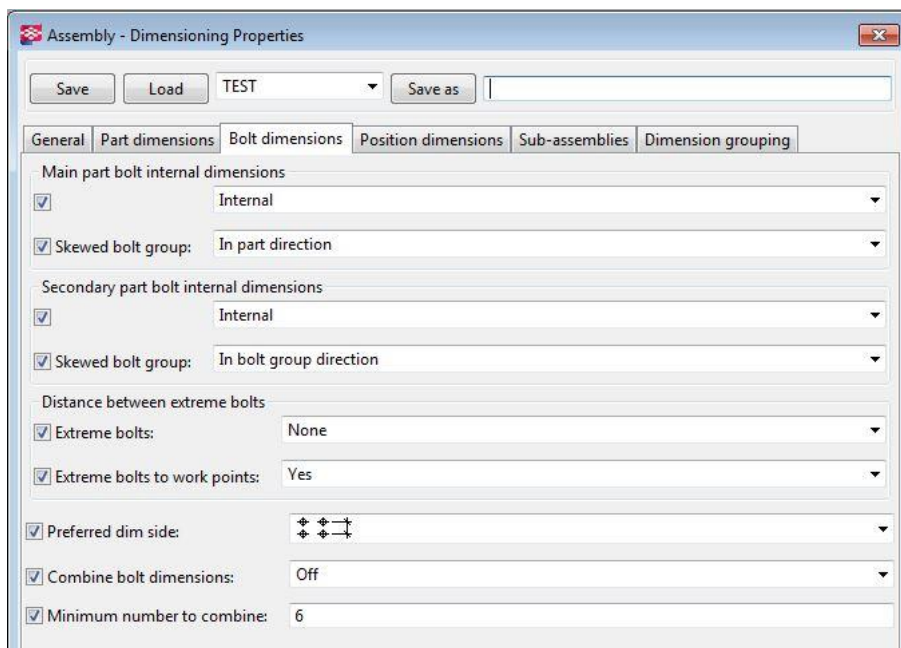 Assembly - Dimensioning Properties
Save Load TEST Save as
General Part dimensions Bolt dimensions Position dimensions Sub-assemblies Dimension grouping
Main part bolt internal dimensions
Internal
Skewed bolt group: In part direction
Secondary part bolt internal dimensions
Internal
Skewed bolt group: In bolt group direction
Distance between extreme bolts
Extreme bolts: None
Extreme bolts to work points: Yes
Preferred dim side:
Combine bolt dimensions: Off
Minimum number to combine: 6